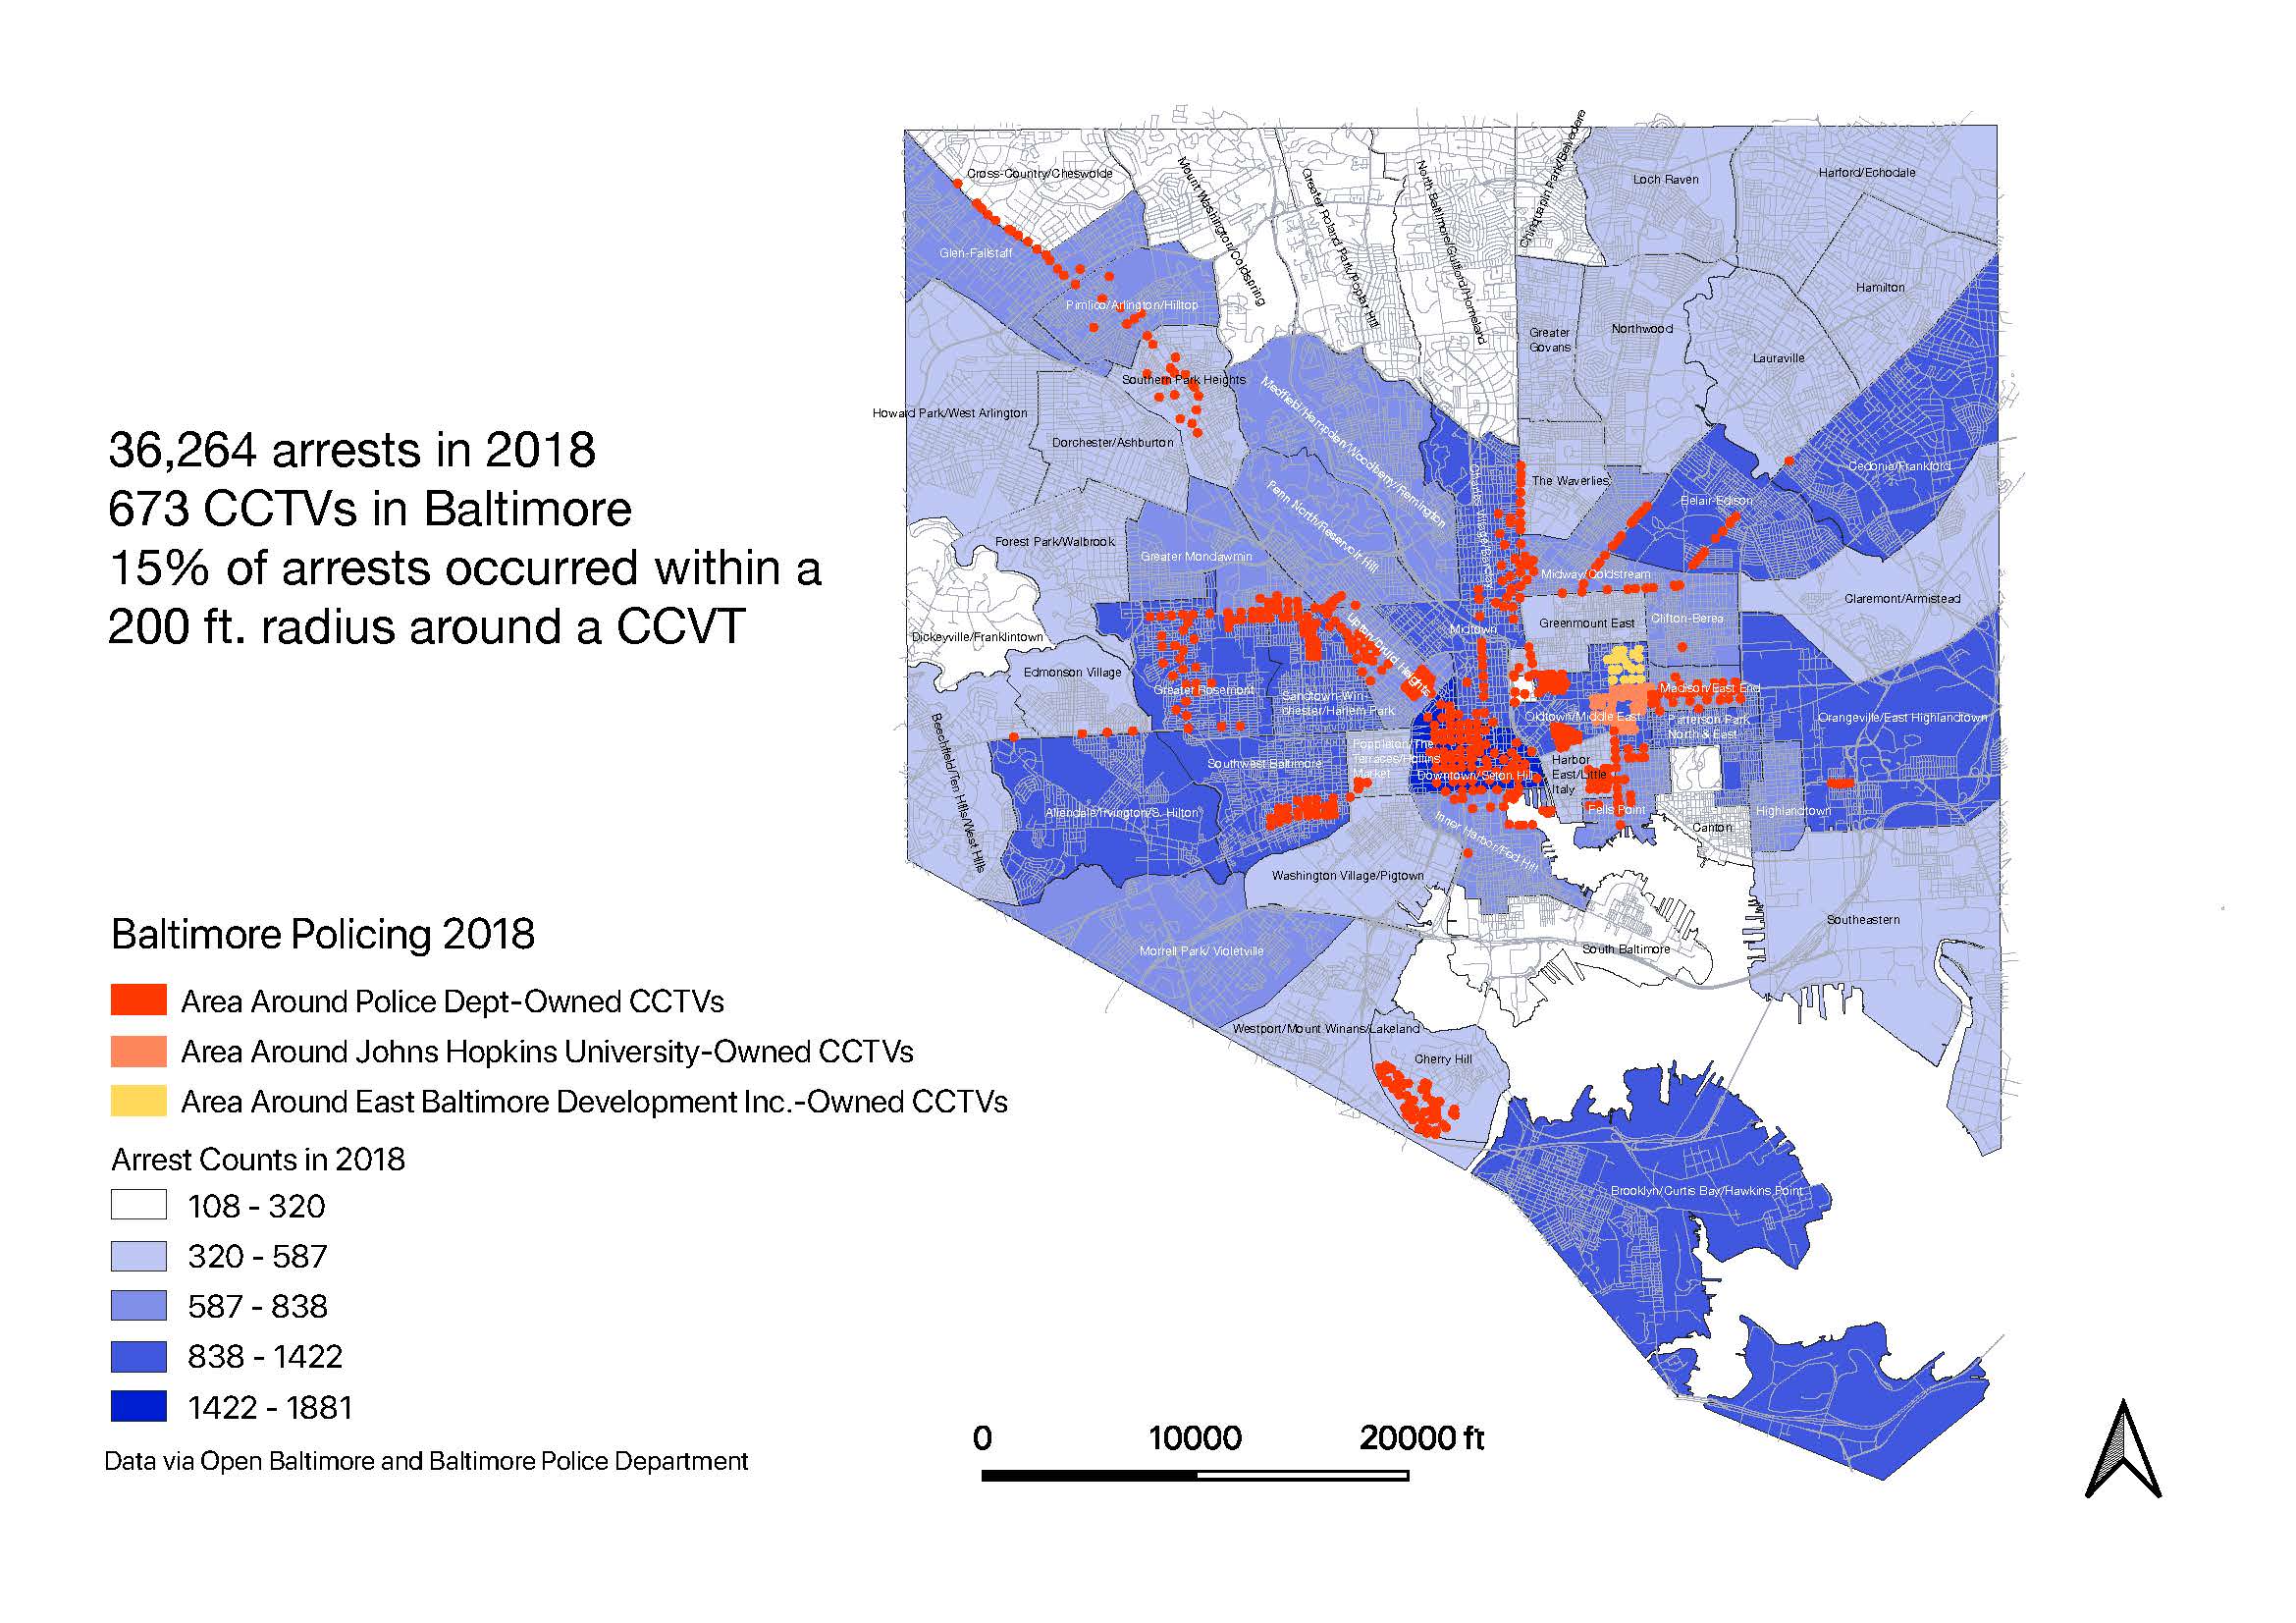 36,264 arrests in 2018
673 CCTVs in Baltimore
15% of arrests occurred within a
200 ft. radius around a CCVT
Baltimore Policing 2018
Area Around Police Dept-Owned CCTVs
Area Around Johns Hopkins University-Owned CCTVs
Area Around East Baltimore Development Inc.-Owned CCTVs
Arrest Counts in 2018
108 - 320
320 - 587
587 - 838
838 - 1422
1422 - 1881
Data via Open Baltimore and Baltimore Police Department
Cross-Country/Cheswolde
Mount Washington/Coldspring
Greater Roland Park/Poplar Hill
North Baltimore/Guilford/Homeland
Chinquapin Park/Belvedere
Loch Raven
Harford/Echodale
Glen-Fallstaff
Pimlico/Arlington/Hilltop
Hamilton
Greater
Govans
Northwood
Lauraville
Southern Park Heights
Howard Park/West Arlington
Dorchester/Ashburton
Medfield/Hampden/Woodberry/Remington
Penn North/Reservoir Hill
Charles Village/Barclay
The Waverlies
Belair-Edison
Cedonia/Frankford
Forest Park/Walbrook
Greater Mondawmin
Midway/Coldstream
Claremont/Armistead
Dickeyville/Franklintown
Upton/Druid Heights
Midtown
Greenmount East
Clifton-Berea
Edmonson Village
Greater Rosemont
Sandtown-Win-
chester/Harlem Park
Madison/East End
Oldtown/Middle East
Patterson Park
North & East
Orangeville/East Highlandtown
Beechfield/Ten Hills/West Hills
Southwest Baltimore
Poppleton/The
Terraces/Hollins
Market
Downtown/Seton Hill
Harbor
East/Little
Italy
Allendale/Irvington/S. Hilton
Fells Point
Highlandtown
Canton
Inner Harbor/Fed Hill
Washington Village/Pigtown
Southeastern
Morrell Park/ Violetville
South Baltimore
Westport/Mount Winans/Lakeland
Cherry Hill
Brooklyn/Curtis Bay/Hawkins Point
0 10000 20000 ft